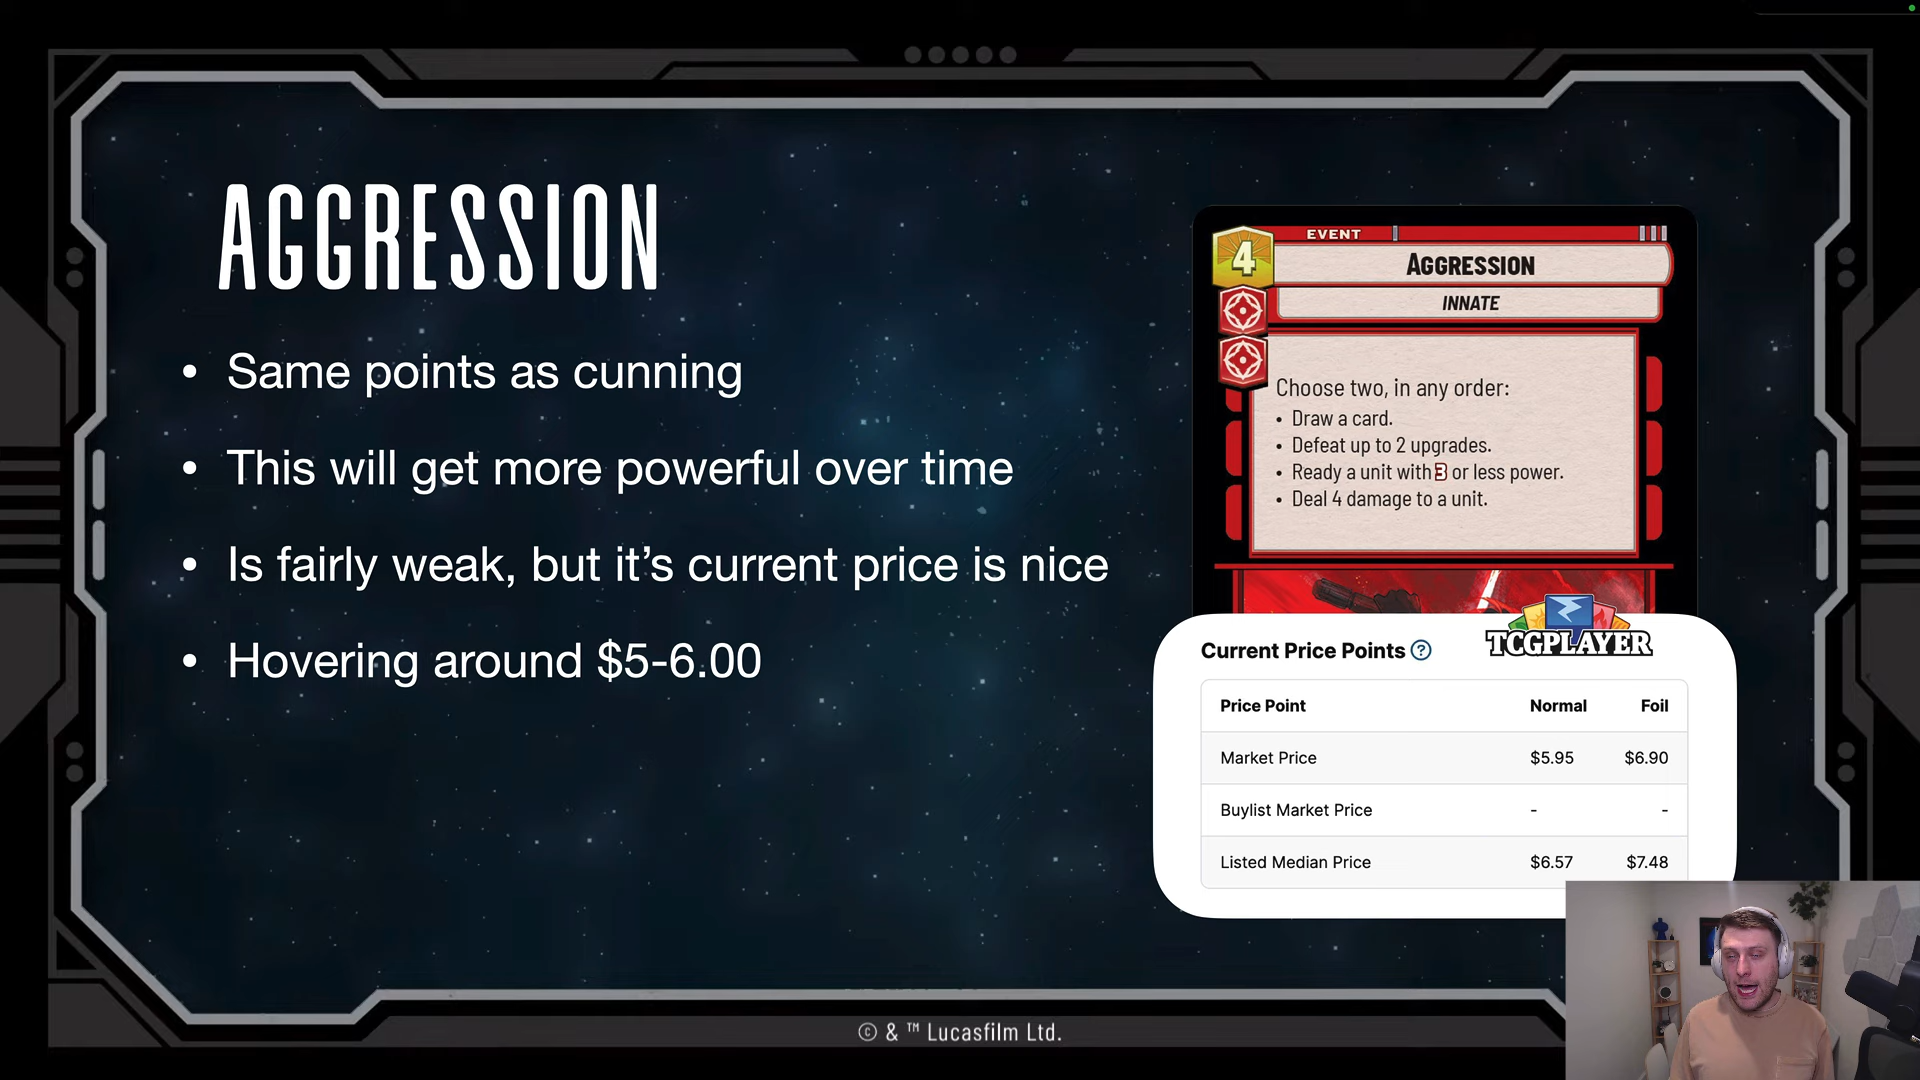 AGGRESSION
• Same points as cunning
• This will get more powerful over time
• Is fairly weak, but it’s current price is nice
• Hovering around $5-6.00
EVENT
4
AGGRESSION
INNATE
Choose two, in any order:
• Draw a card.
• Defeat up to 2 upgrades.
• Ready a unit with 3 or less power.
• Deal 4 damage to a unit.
TCGPLAYER
Current Price Points ?
Price Point Normal Foil
Market Price $5.95 $6.90
Buylist Market Price - -
Listed Median Price $6.57 $7.48
© & ™ Lucasfilm Ltd.